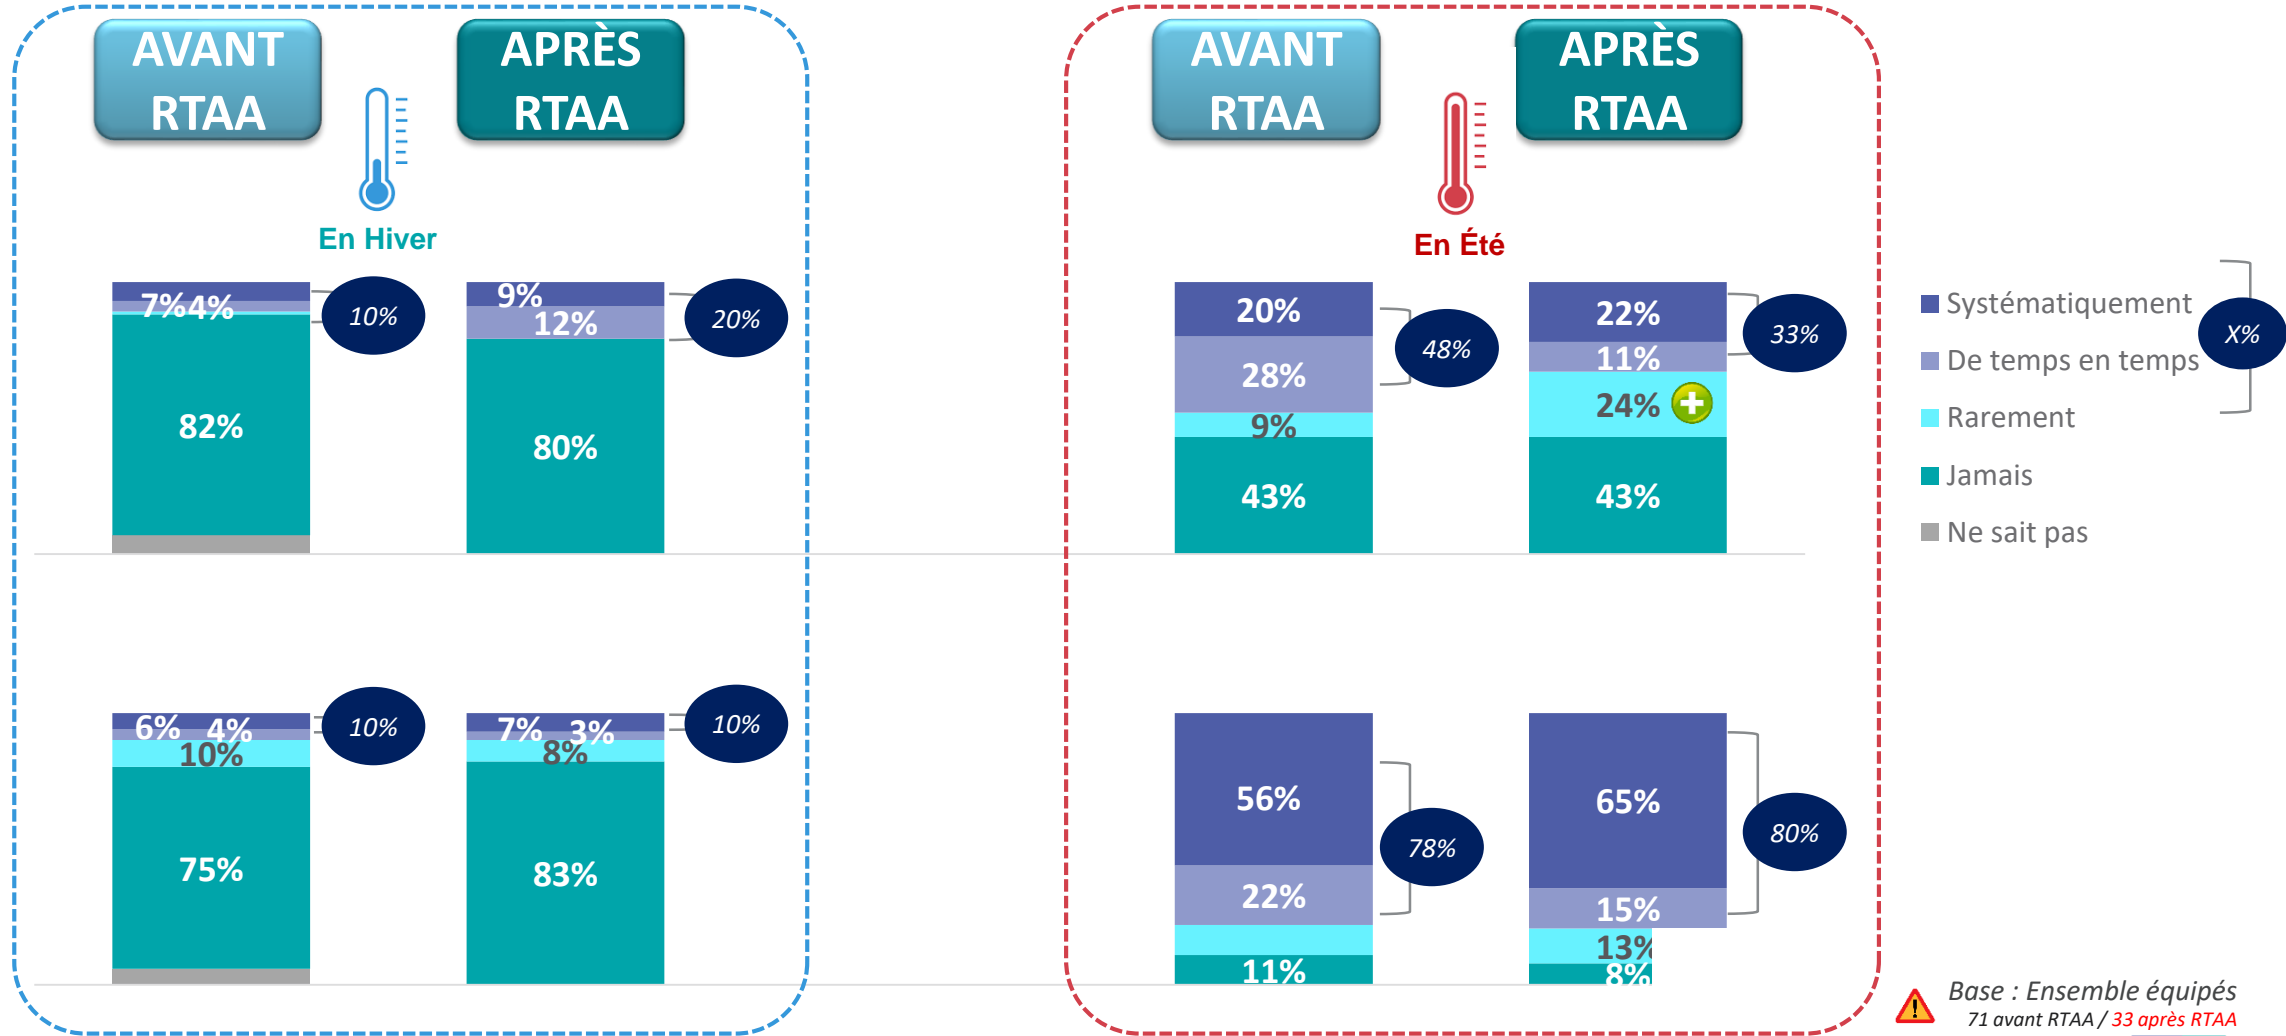 AVANT
RTAA
APRÈS
RTAA
AVANT
RTAA
APRÈS
RTAA
En Hiver
En Été
7% 4%
10%
82%
9%
12%
20%
80%
20%
28%
48%
9%
43%
22%
11%
33%
24%
43%
Systématiquement
De temps en temps
Rarement
Jamais
Ne sait pas
X%
6% 4%
10%
10%
75%
7% 3%
10%
8%
83%
56%
78%
22%
11%
65%
80%
15%
13%
8%
Base : Ensemble équipés
71 avant RTAA / 33 après RTAA